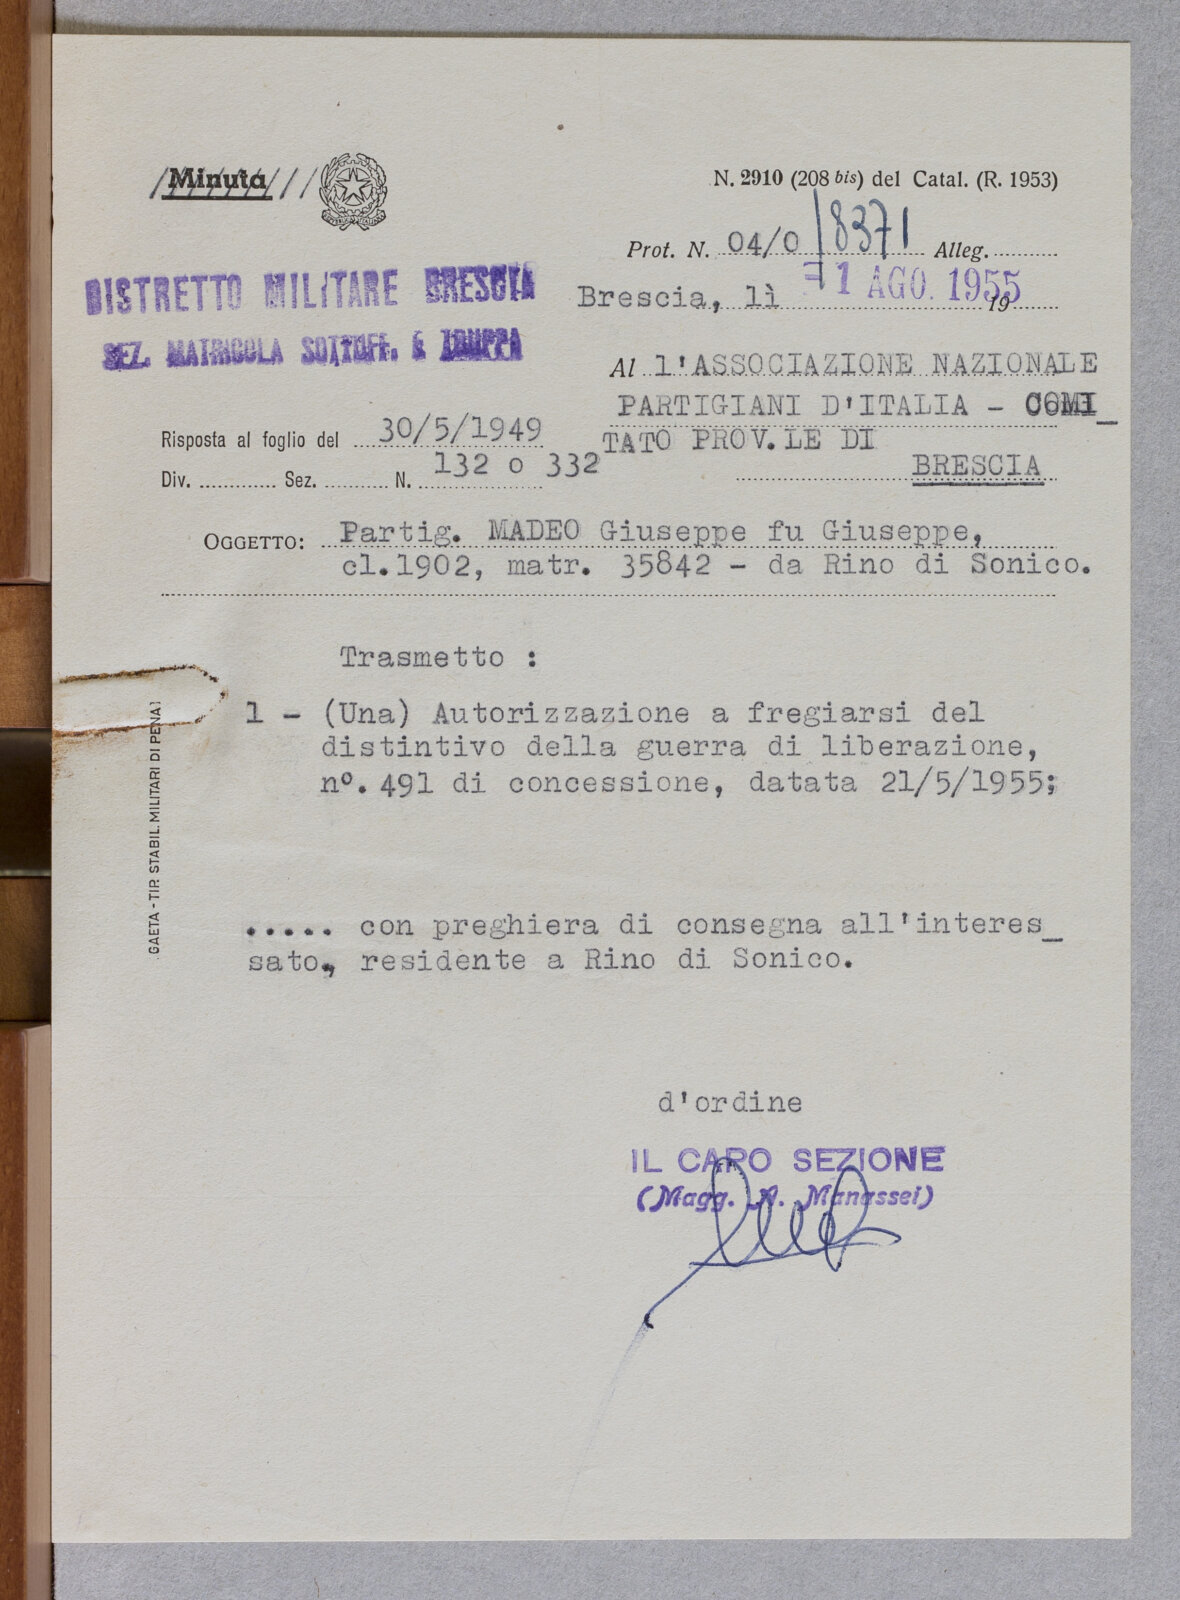 Minuta
N. 2910 (208 bis) del Catal. (R. 1953)
Prot. N. 04/0/8371 Alleg.
DISTRETTO MILITARE BRESCIA
SEZ. MATRICOLA SOTTUFF. E TRUPPA
Brescia, lì 1 AGO. 1955 19
Al l'ASSOCIAZIONE NAZIONALE
PARTIGIANI D'ITALIA - COMI_
TATO PROV.LE DI
BRESCIA
Risposta al foglio del 30/5/1949
Div. Sez. N. 132 o 332
OGGETTO: Partig. MADEO Giuseppe fu Giuseppe,
cl.1902, matr. 35842 - da Rino di Sonico.
Trasmetto :
1 - (Una) Autorizzazione a fregiarsi del
distintivo della guerra di liberazione,
n°. 491 di concessione, datata 21/5/1955;
..... con preghiera di consegna all'interes_
sato, residente a Rino di Sonico.
d'ordine
IL CAPO SEZIONE
(Magg. A. Manassei)
GAETA - TIP. STABIL. MILITARI DI PENA